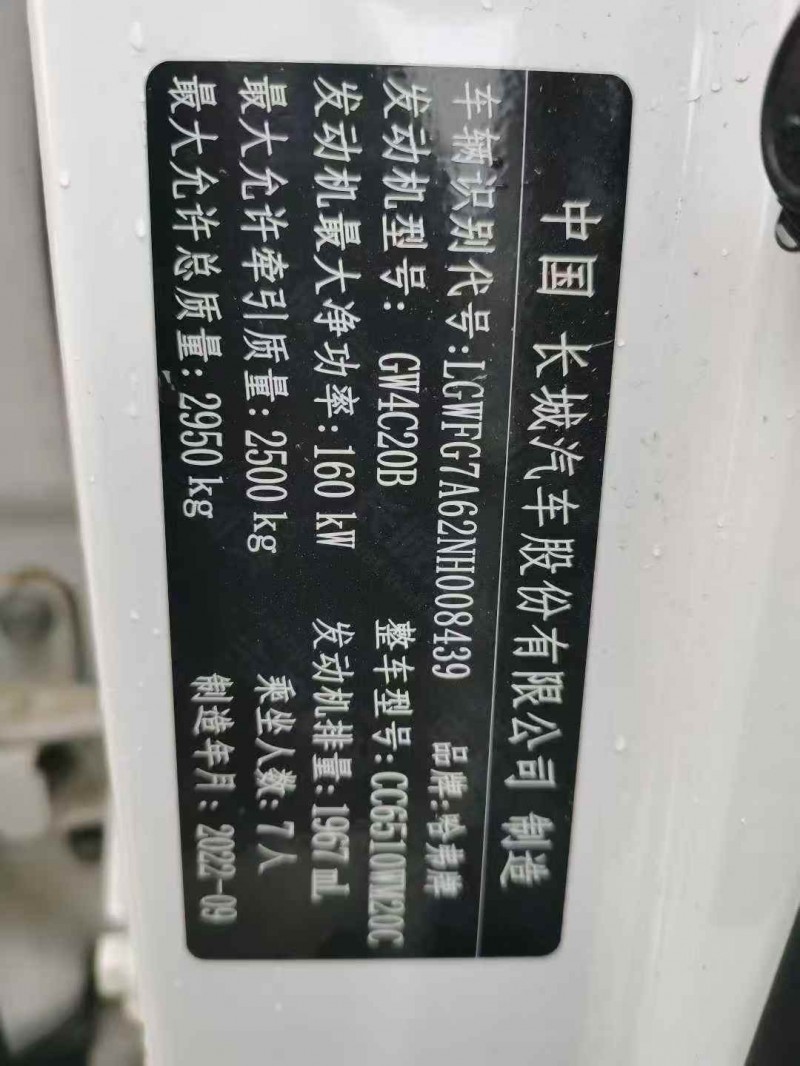 中国 长城汽车股份有限公司 制造
车辆识别代号:LGWFG7A62NH008439 品牌:哈弗牌
发动机型号: GW4C20B 整车型号:CC6510WM20C
发动机最大净功率:160 kW 发动机排量:1967 mL
最大允许牵引质量:2500 kg 乘坐人数:7人
最大允许总质量:2950 kg 制造年月:2022-09